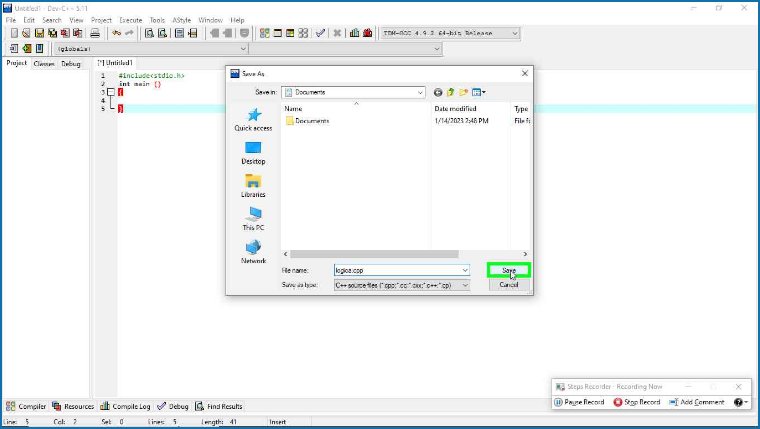 Untitled1 - Dev-C++ - 5.11
File Edit Search View Project Execute Tools AStyle Window Help
TDM-GCC 4.9.2 64-bit Release
(globals)
Project Classes Debug [*] Untitled1
1 #include<stdio.h>
2 int main ()
3 {
4
5 }
Save As
Save in: Documents
Name Date modified Type
Documents 1/14/2023 2:48 PM File fo
Quick access
Desktop
Libraries
This PC
Network
File name: logica.cpp Save
Save as type: C++ source files (*.cpp;*.cc;*.cxx;*.c++;*.cp) Cancel
Steps Recorder - Recording Now
Pause Record Stop Record Add Comment
Compiler Resources Compile Log Debug Find Results
Line: 5 Col: 2 Sel: 0 Lines: 5 Length: 41 Insert